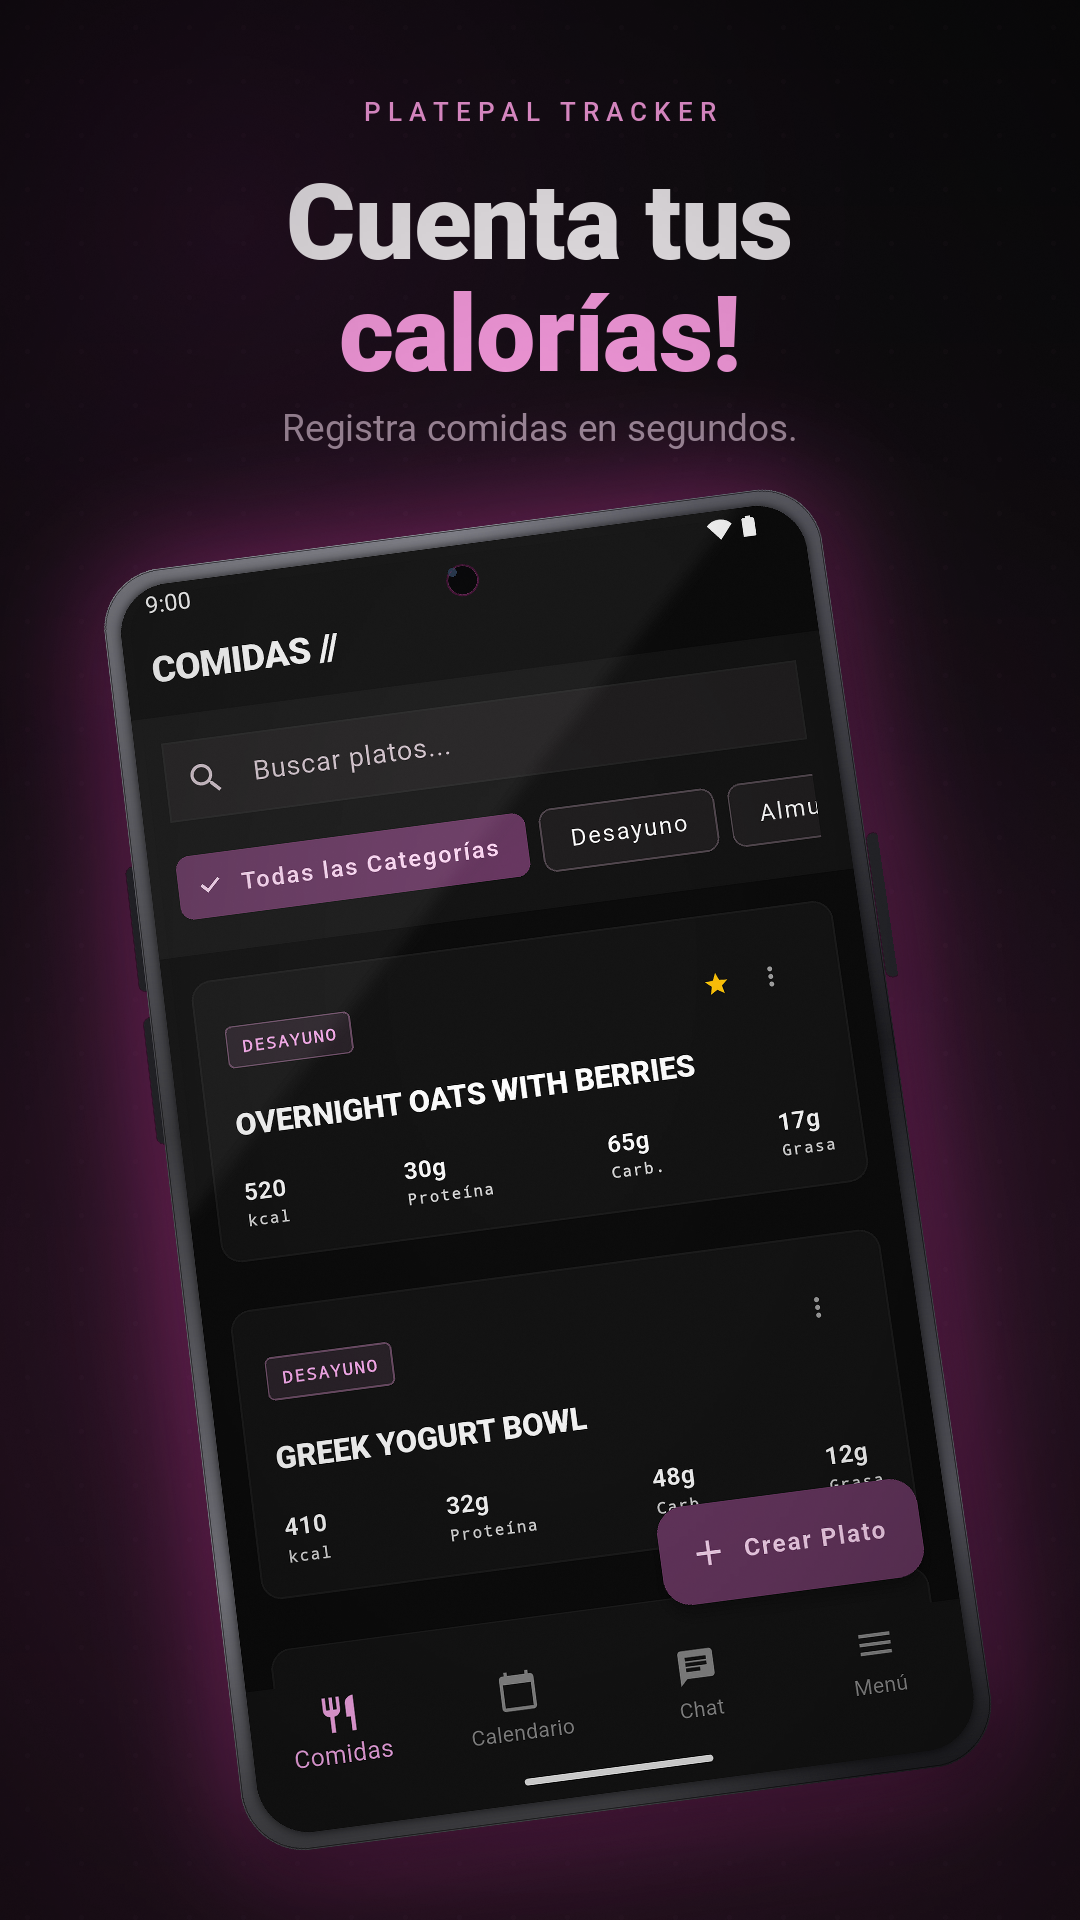 PLATEPAL TRACKER
Cuenta tus
calorías!
Registra comidas en segundos.
9:00
COMIDAS //
Buscar platos...
Todas las Categorías
Desayuno
Almu
DESAYUNO
OVERNIGHT OATS WITH BERRIES
520
kcal
30g
Proteína
65g
Carb.
17g
Grasa
DESAYUNO
GREEK YOGURT BOWL
410
kcal
32g
Proteína
48g
Carb
12g
Grasa
Crear Plato
Comidas
Calendario
Chat
Menú